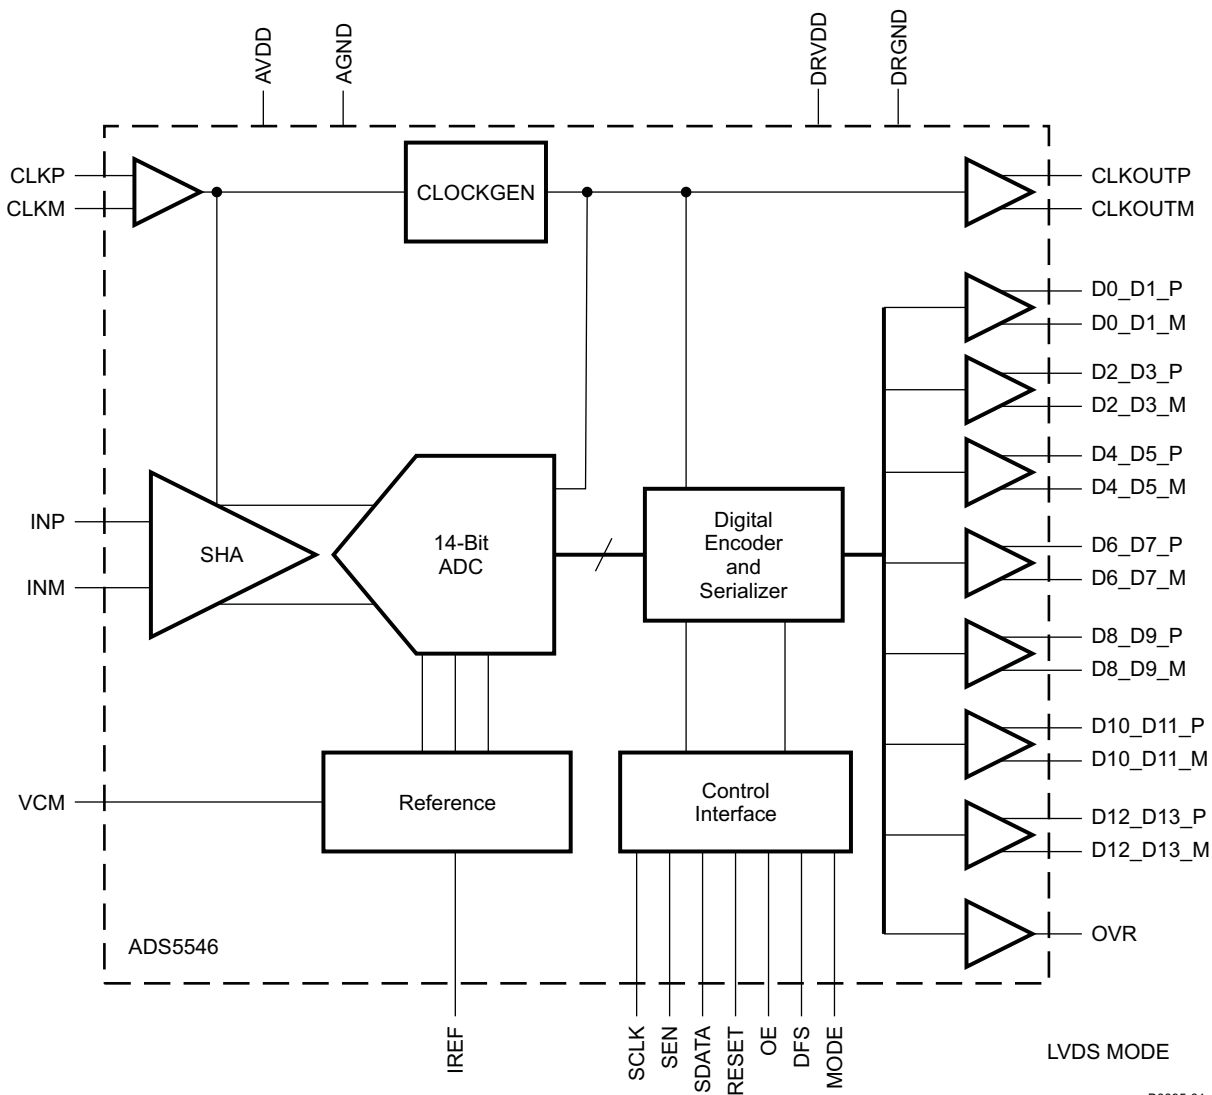 AVDD
AGND
DRVDD
DRGND
CLKP
CLKM
CLOCKGEN
CLKOUTP
CLKOUTM
D0_D1_P
D0_D1_M
D2_D3_P
D2_D3_M
D4_D5_P
D4_D5_M
INP
INM
SHA
14-Bit
ADC
Digital
Encoder
and
Serializer
D6_D7_P
D6_D7_M
D8_D9_P
D8_D9_M
D10_D11_P
D10_D11_M
VCM
Reference
Control
Interface
D12_D13_P
D12_D13_M
OVR
ADS5546
IREF
SCLK
SEN
SDATA
RESET
OE
DFS
MODE
LVDS MODE